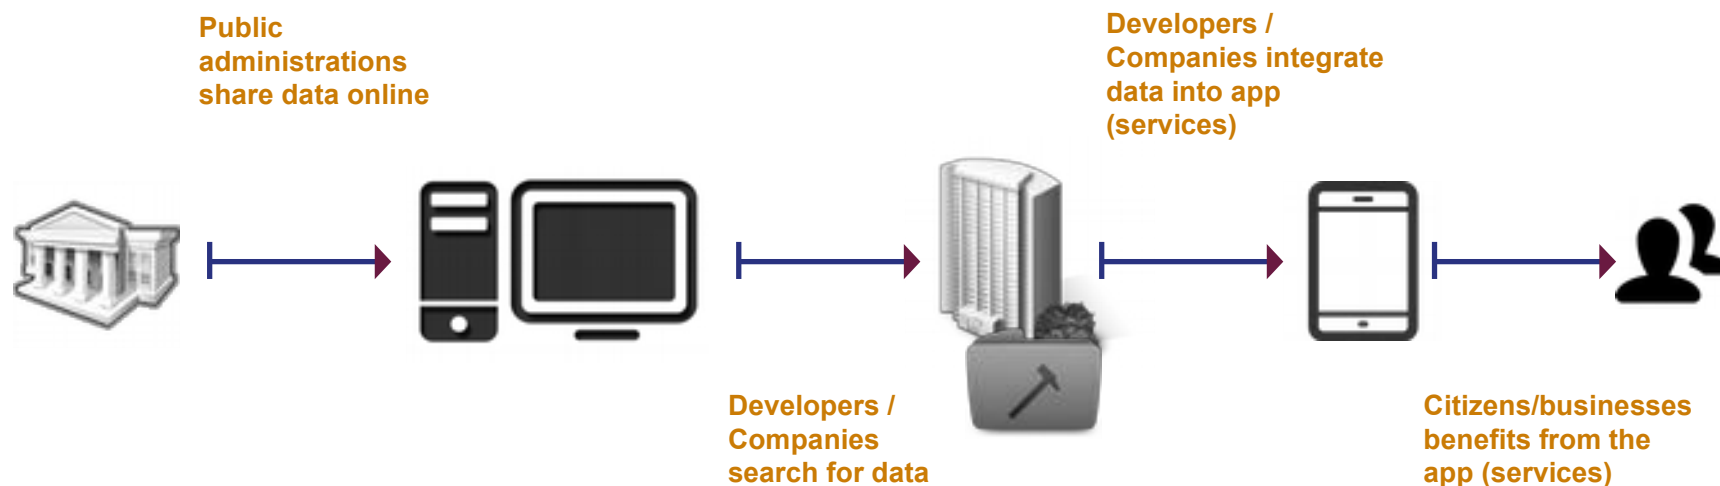 Public
administrations
share data online
Developers /
Companies
search for data
Developers /
Companies integrate
data into app
(services)
Citizens/businesses
benefits from the
app (services)